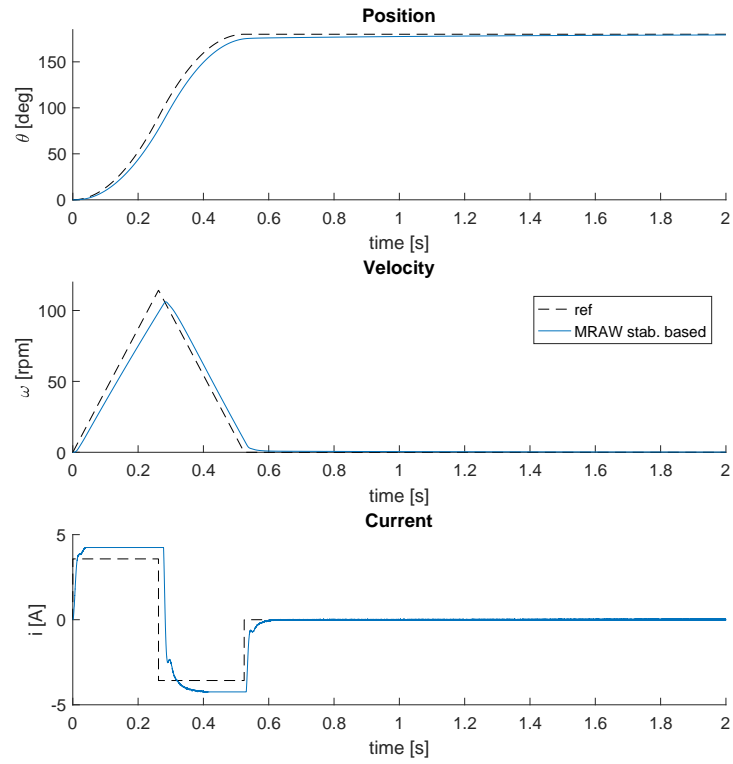 Position
150
100
50
0
θ [deg]
0 0.2 0.4 0.6 0.8 1 1.2 1.4 1.6 1.8 2
time [s]
Velocity
100
50
0
ω [rpm]
ref
MRAW stab. based
0 0.2 0.4 0.6 0.8 1 1.2 1.4 1.6 1.8 2
time [s]
Current
5
0
-5
i [A]
0 0.2 0.4 0.6 0.8 1 1.2 1.4 1.6 1.8 2
time [s]